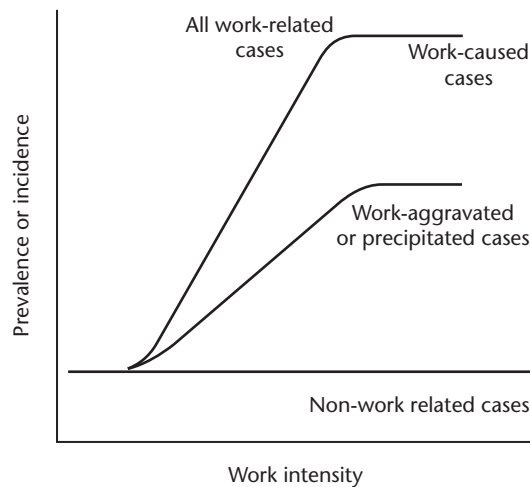 All work-related
cases
Work-caused
cases
Work-aggravated
or precipitated cases
Non-work related cases
Prevalence or incidence
Work intensity